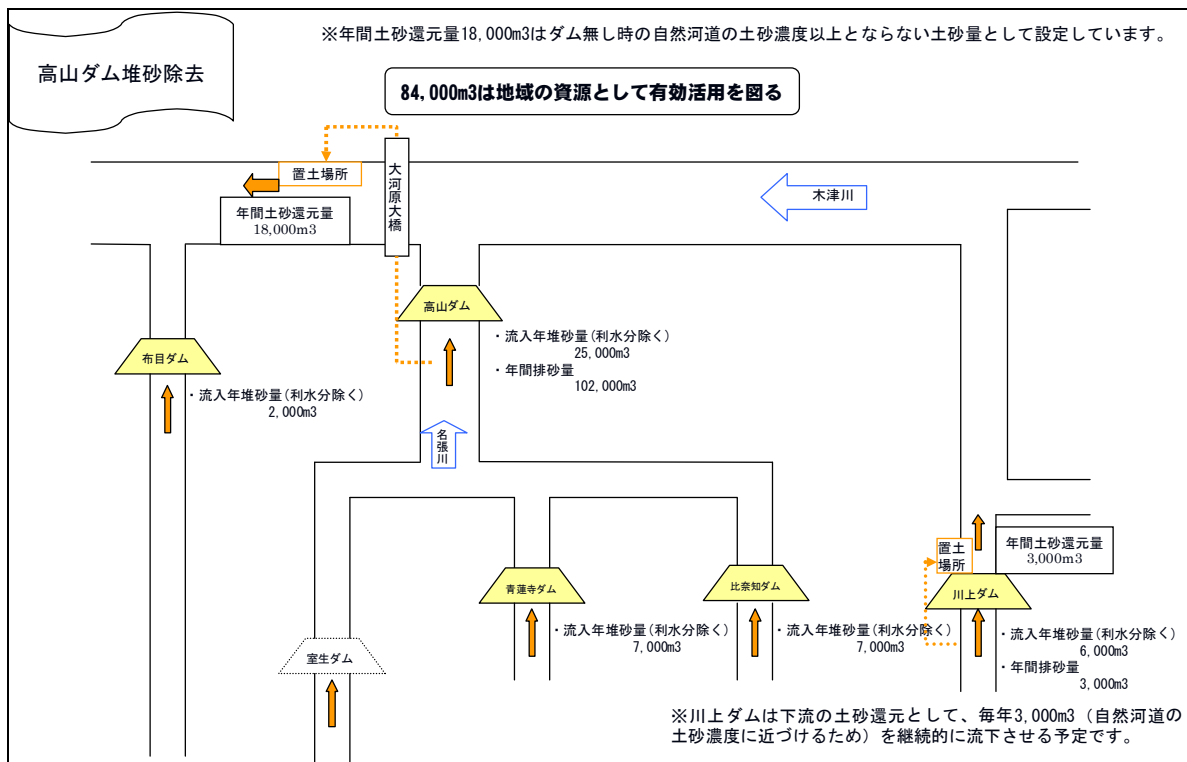 ※年間土砂還元量18,000m3はダム無し時の自然河道の土砂濃度以上とならない土砂量として設定しています。
高山ダム堆砂除去
84,000m3は地域の資源として有効活用を図る
置土場所
大河原大橋
木津川
年間土砂還元量
18,000m3
高山ダム
・流入年堆砂量(利水分除く)
25,000m3
・年間排砂量
102,000m3
布目ダム
・流入年堆砂量(利水分除く)
2,000m3
名張川
置土
場所
年間土砂還元量
3,000m3
青蓮寺ダム
・流入年堆砂量(利水分除く)
7,000m3
比奈知ダム
・流入年堆砂量(利水分除く)
7,000m3
川上ダム
・流入年堆砂量(利水分除く)
6,000m3
・年間排砂量
3,000m3
室生ダム
※川上ダムは下流の土砂還元として、毎年3,000m3（自然河道の
土砂濃度に近づけるため）を継続的に流下させる予定です。